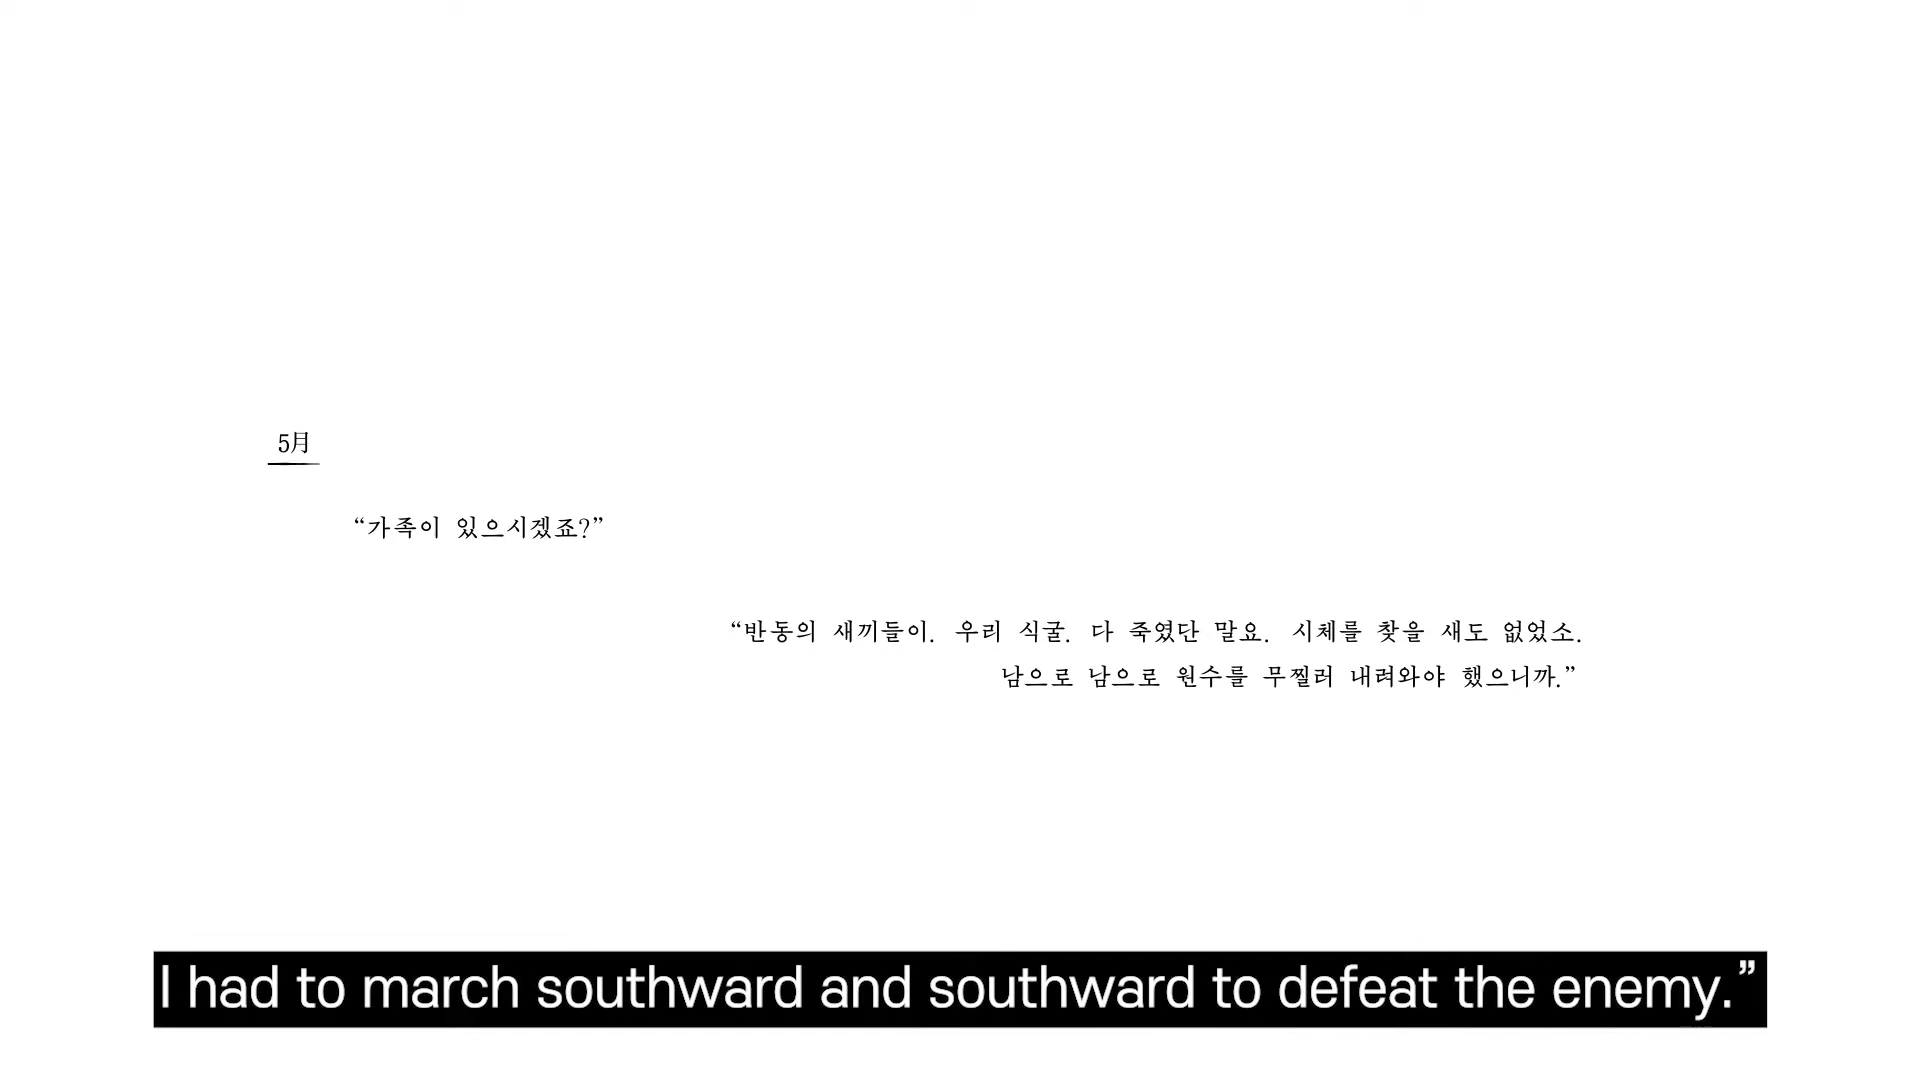 5月
“가족이 있으시겠죠?”
“반동의 새끼들이. 우리 식굴. 다 죽였단 말요. 시체를 찾을 새도 없었소.
남으로 남으로 원수를 무찔러 내려와야 했으니까.”
I had to march southward and southward to defeat the enemy.”